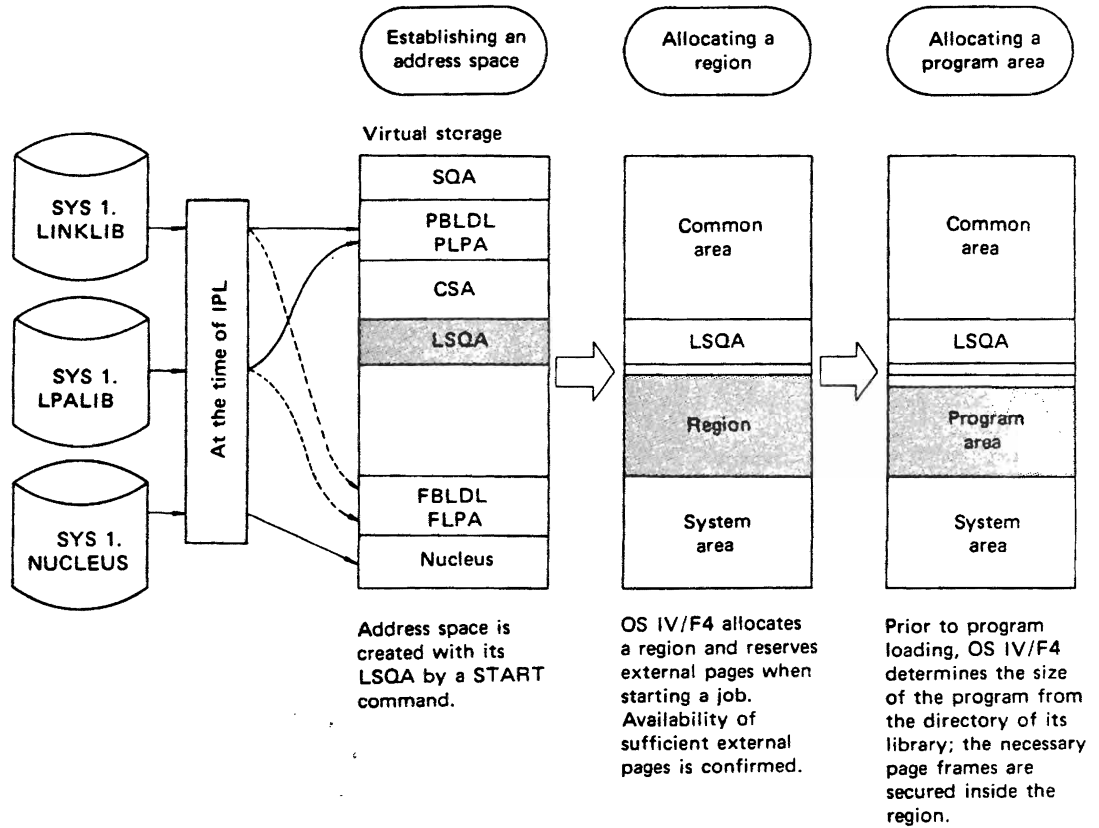 Establishing an
address space
Allocating a
region
Allocating a
program area
Virtual storage
SYS 1.
LINKLIB
SYS 1.
LPALIB
SYS 1.
NUCLEUS
At the time of IPL
SQA
PBLDL
PLPA
CSA
LSQA
FBLDL
FLPA
Nucleus
Common
area
LSQA
Region
System
area
Common
area
LSQA
Program
area
System
area
Address space is
created with its
LSQA by a START
command.
OS IV/F4 allocates
a region and reserves
external pages when
starting a job.
Availability of
sufficient external
pages is confirmed.
Prior to program
loading, OS IV/F4
determines the size
of the program from
the directory of its
library; the necessary
page frames are
secured inside the
region.